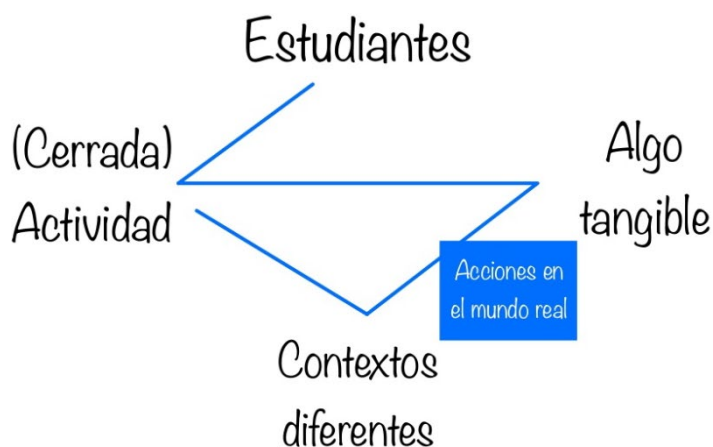 Estudiantes
(Cerrada)
Actividad
Algo
tangible
Acciones en
el mundo real
Contextos
diferentes